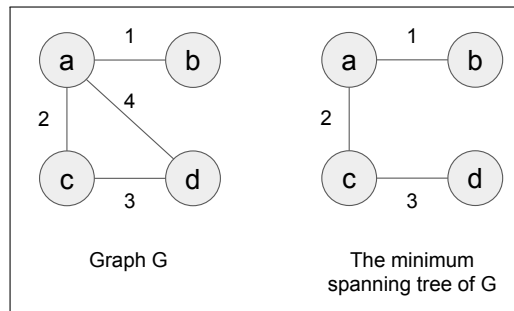 1
1
a
b
a
b
4
2
2
c
d
c
d
3
3
Graph G
The minimum
spanning tree of G